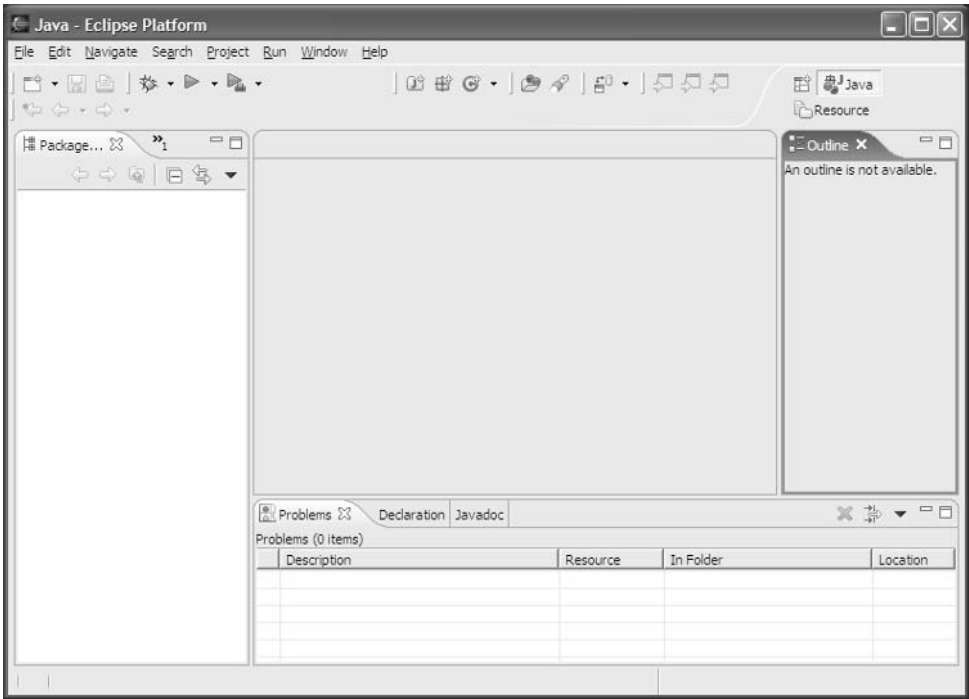 Java - Eclipse Platform
File Edit Navigate Search Project Run Window Help
Java
Resource
Package... »1
Outline
An outline is not available.
Problems Declaration Javadoc
Problems (0 items)
Description Resource In Folder Location